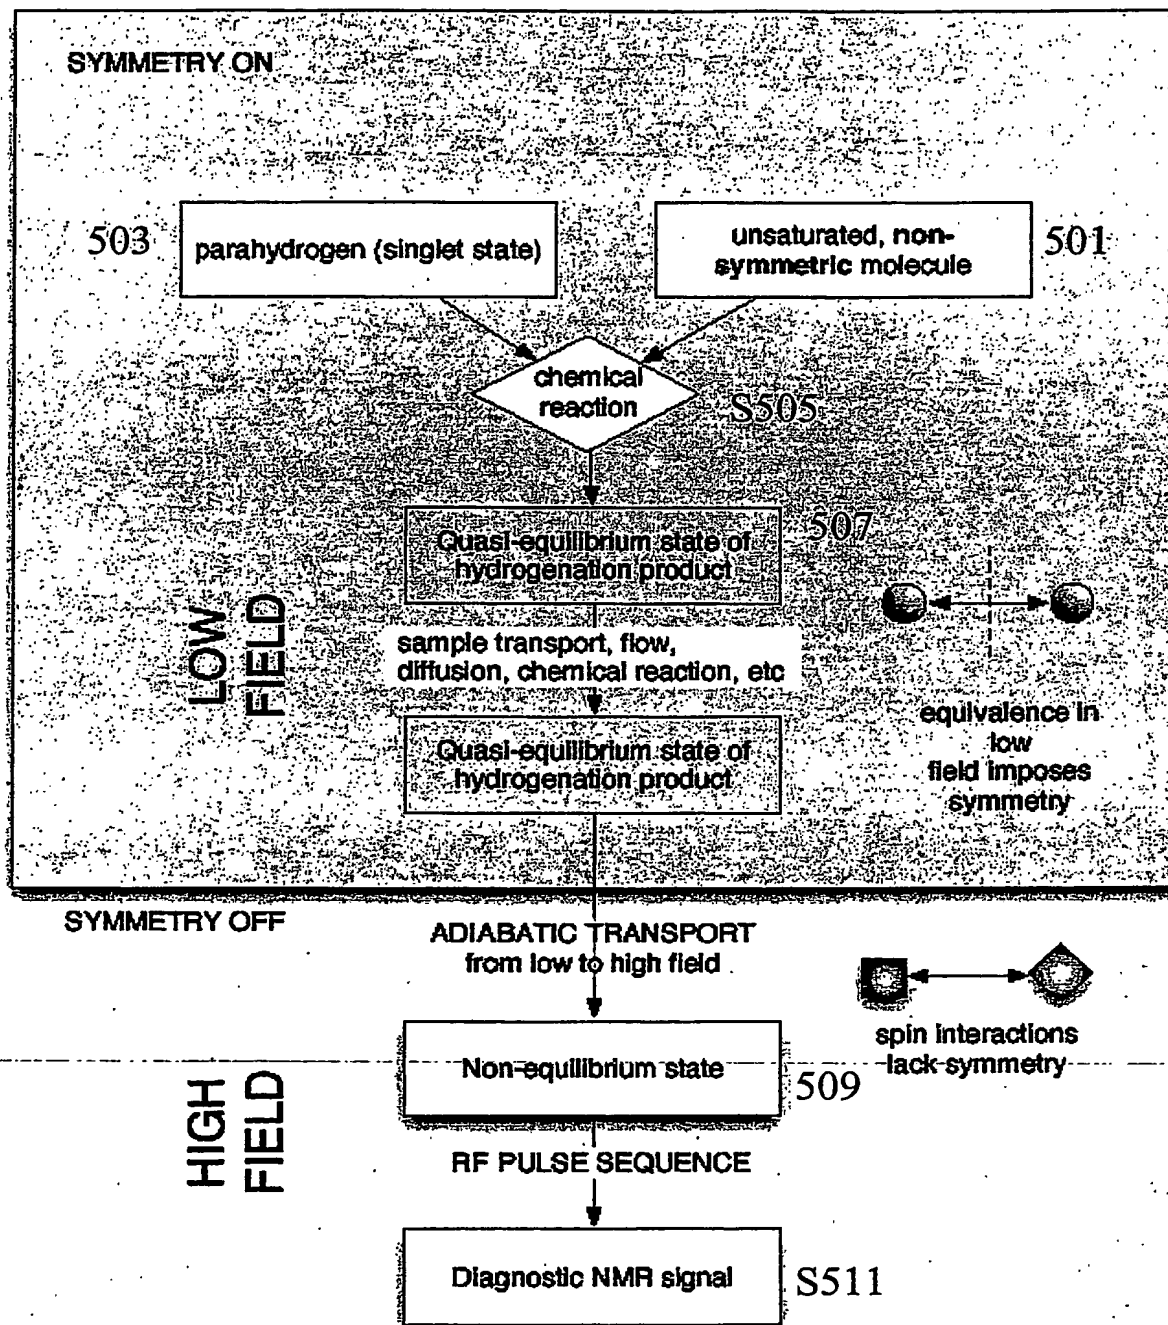 SYMMETRY ON
503
parahydrogen (singlet state)
unsaturated, non-
symmetric molecule
501
chemical
reaction
S505
Quasi-equilibrium state of
hydrogenation product
507
LOW
FIELD
sample transport, flow,
diffusion, chemical reaction, etc
Quasi-equilibrium state of
hydrogenation product
equivalence in
low
field imposes
symmetry
SYMMETRY OFF
ADIABATIC TRANSPORT
from low to high field
spin interactions
lack symmetry
Non-equilibrium state
509
HIGH
FIELD
RF PULSE SEQUENCE
Diagnostic NMR signal
S511